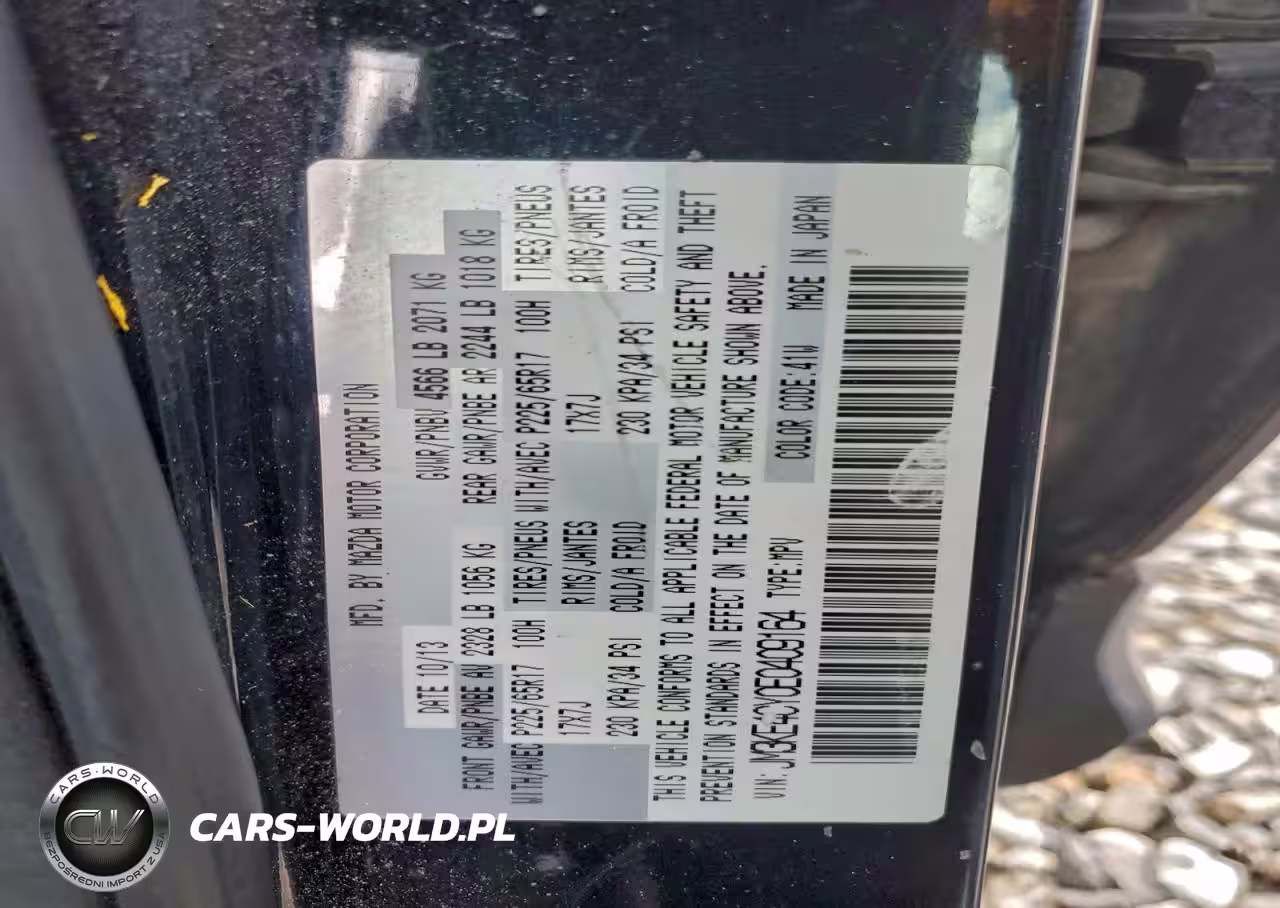 MFD. BY MAZDA MOTOR CORPORATION
DATE 10/13 GVWR/PNBV 4566 LB 2071 KG
FRONT GAWR/PNBE AV 2328 LB 1056 KG REAR GAWR/PNBE AR 2244 LB 1018 KG
WITH/AVEC P225/65R17 100H TIRES/PNEUS WITH/AVEC P225/65R17 100H TIRES/PNEUS
17X7J RIMS/JANTES 17X7J RIMS/JANTES
230 KPA/34 PSI COLD/A FROID 230 KPA/34 PSI COLD/A FROID
THIS VEHICLE CONFORMS TO ALL APPLICABLE FEDERAL MOTOR VEHICLE SAFETY AND THEFT
PREVENTION STANDARDS IN EFFECT ON THE DATE OF MANUFACTURE SHOWN ABOVE.
VIN: JM3KE4CY0E0409164 TYPE:MPV COLOR CODE:41W MADE IN JAPAN
CARS-WORLD
CW
BEZPOŚREDNI IMPORT Z USA
CARS-WORLD.PL